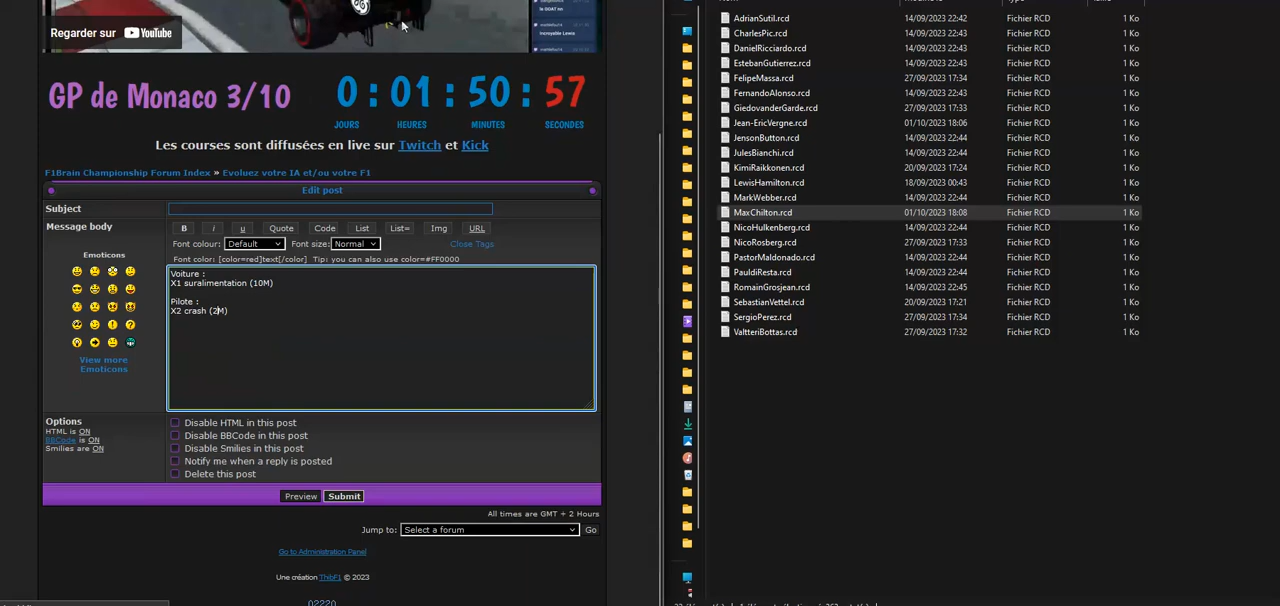 Regarder sur YouTube
GP de Monaco 3/10
0 : 01 : 50 : 57
JOURS HEURES MINUTES SECONDES
Les courses sont diffusées en live sur Twitch et Kick
F1Brain Championship Forum Index » Evoluez votre IA et/ou votre F1
Edit post
Subject
Message body
B i u Quote Code List List= Img URL
Font colour: Default Font size: Normal Close Tags
Font color: [color=red]text[/color] Tip: you can also use color=#FF0000
Emoticons
View more
Emoticons
Voiture :
X1 suralimentation (10M)
Pilote :
X2 crash (2M)
Options
HTML is ON
BBCode is ON
Smilies are ON
Disable HTML in this post
Disable BBCode in this post
Disable Smilies in this post
Notify me when a reply is posted
Delete this post
Preview Submit
All times are GMT + 2 Hours
Jump to: Select a forum Go
Go to Administration Panel
Une création ThibF1 © 2023
02220
AdrianSutil.rcd 14/09/2023 22:42 Fichier RCD 1 Ko
CharlesPic.rcd 14/09/2023 22:43 Fichier RCD 1 Ko
DanielRicciardo.rcd 14/09/2023 22:43 Fichier RCD 1 Ko
EstebanGutierrez.rcd 14/09/2023 22:43 Fichier RCD 1 Ko
FelipeMassa.rcd 27/09/2023 17:34 Fichier RCD 1 Ko
FernandoAlonso.rcd 14/09/2023 22:44 Fichier RCD 1 Ko
GiedovanderGarde.rcd 27/09/2023 17:33 Fichier RCD 1 Ko
Jean-EricVergne.rcd 01/10/2023 18:06 Fichier RCD 1 Ko
JensonButton.rcd 14/09/2023 22:44 Fichier RCD 1 Ko
JulesBianchi.rcd 14/09/2023 22:44 Fichier RCD 1 Ko
KimiRaikkonen.rcd 14/09/2023 22:44 Fichier RCD 1 Ko
LewisHamilton.rcd 18/09/2023 00:43 Fichier RCD 1 Ko
MarkWebber.rcd 14/09/2023 22:44 Fichier RCD 1 Ko
MaxChilton.rcd 01/10/2023 18:08 Fichier RCD 1 Ko
NicoHulkenberg.rcd 14/09/2023 22:44 Fichier RCD 1 Ko
NicoRosberg.rcd 27/09/2023 17:33 Fichier RCD 1 Ko
PastorMaldonado.rcd 14/09/2023 22:44 Fichier RCD 1 Ko
PauldiResta.rcd 14/09/2023 22:44 Fichier RCD 1 Ko
RomainGrosjean.rcd 14/09/2023 22:44 Fichier RCD 1 Ko
SebastianVettel.rcd 20/09/2023 17:21 Fichier RCD 1 Ko
SergioPerez.rcd 27/09/2023 17:34 Fichier RCD 1 Ko
ValtteriBottas.rcd 27/09/2023 17:32 Fichier RCD 1 Ko